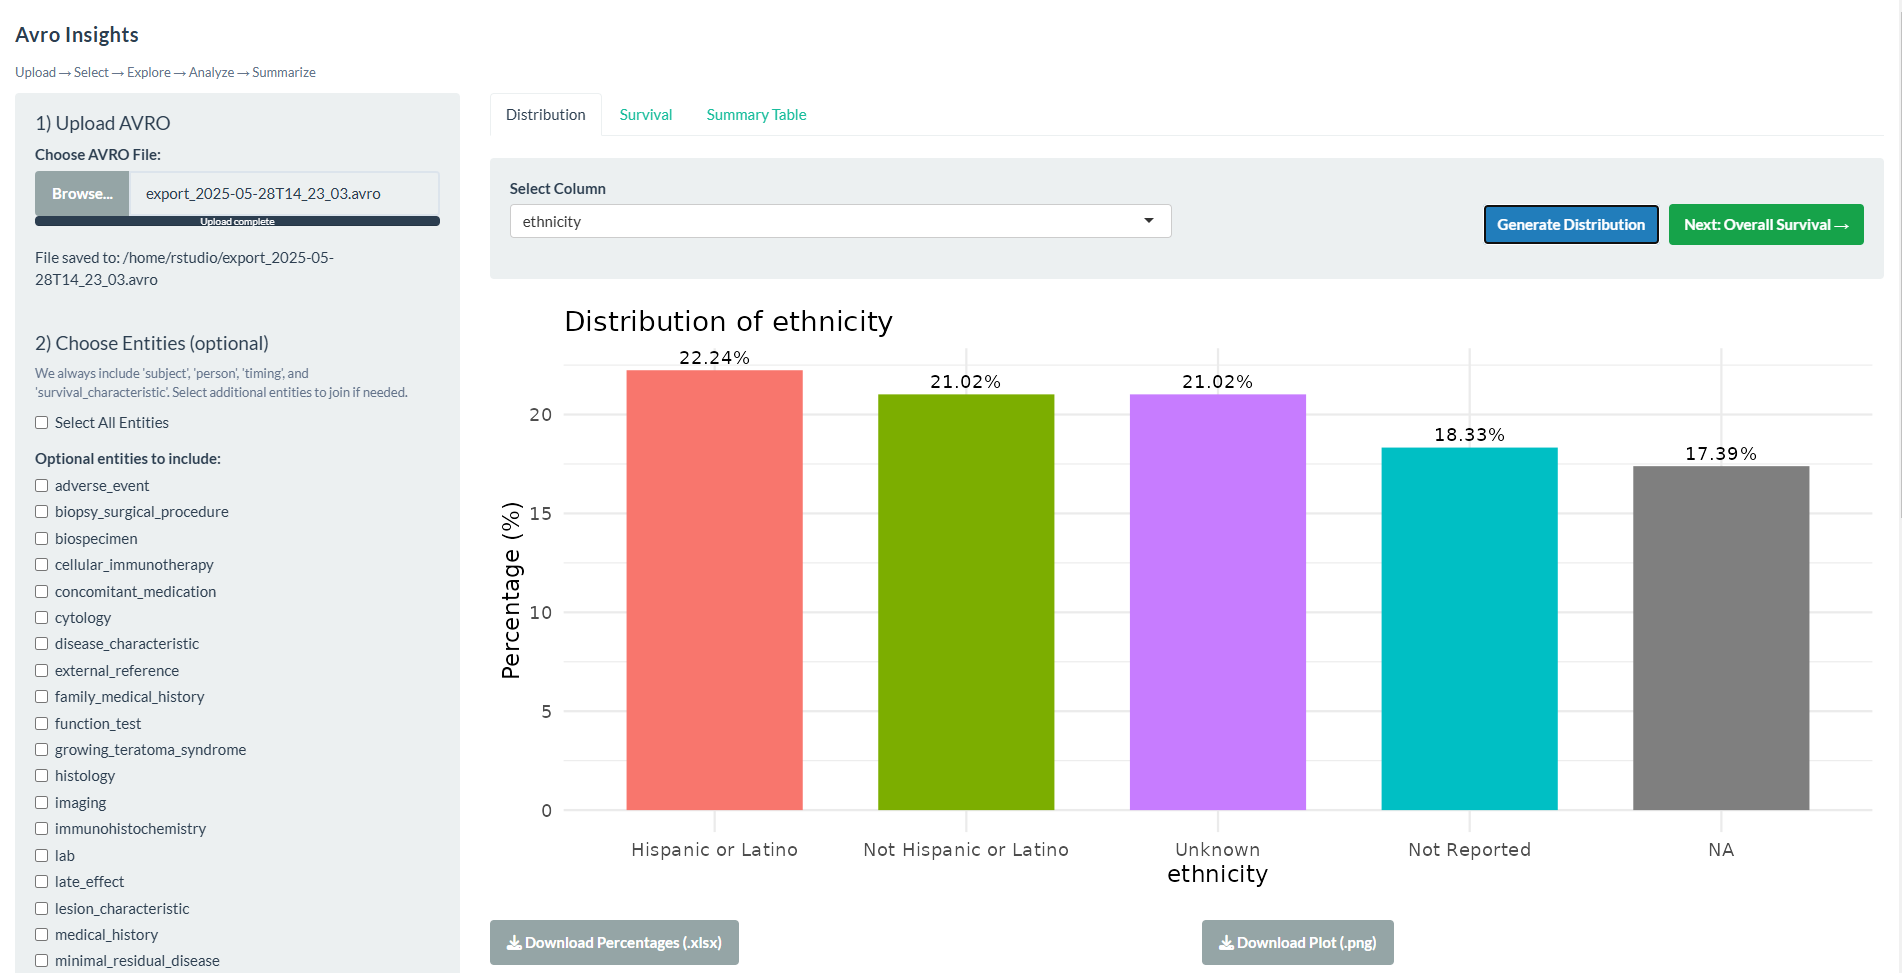 Avro Insights
Upload → Select → Explore → Analyze → Summarize
1) Upload AVRO
Choose AVRO File:
Browse... export_2025-05-28T14_23_03.avro
Upload complete
File saved to: /home/rstudio/export_2025-05-
28T14_23_03.avro
2) Choose Entities (optional)
We always include 'subject', 'person', 'timing', and
'survival_characteristic'. Select additional entities to join if needed.
Select All Entities
Optional entities to include:
adverse_event
biopsy_surgical_procedure
biospecimen
cellular_immunotherapy
concomitant_medication
cytology
disease_characteristic
external_reference
family_medical_history
function_test
growing_teratoma_syndrome
histology
imaging
immunohistochemistry
lab
late_effect
lesion_characteristic
medical_history
minimal_residual_disease
Distribution Survival Summary Table
Select Column
ethnicity
Generate Distribution Next: Overall Survival →
Distribution of ethnicity
22.24%
21.02%
21.02%
18.33%
17.39%
Percentage (%)
20
15
10
5
0
Hispanic or Latino Not Hispanic or Latino Unknown Not Reported NA
ethnicity
Download Percentages (.xlsx) Download Plot (.png)